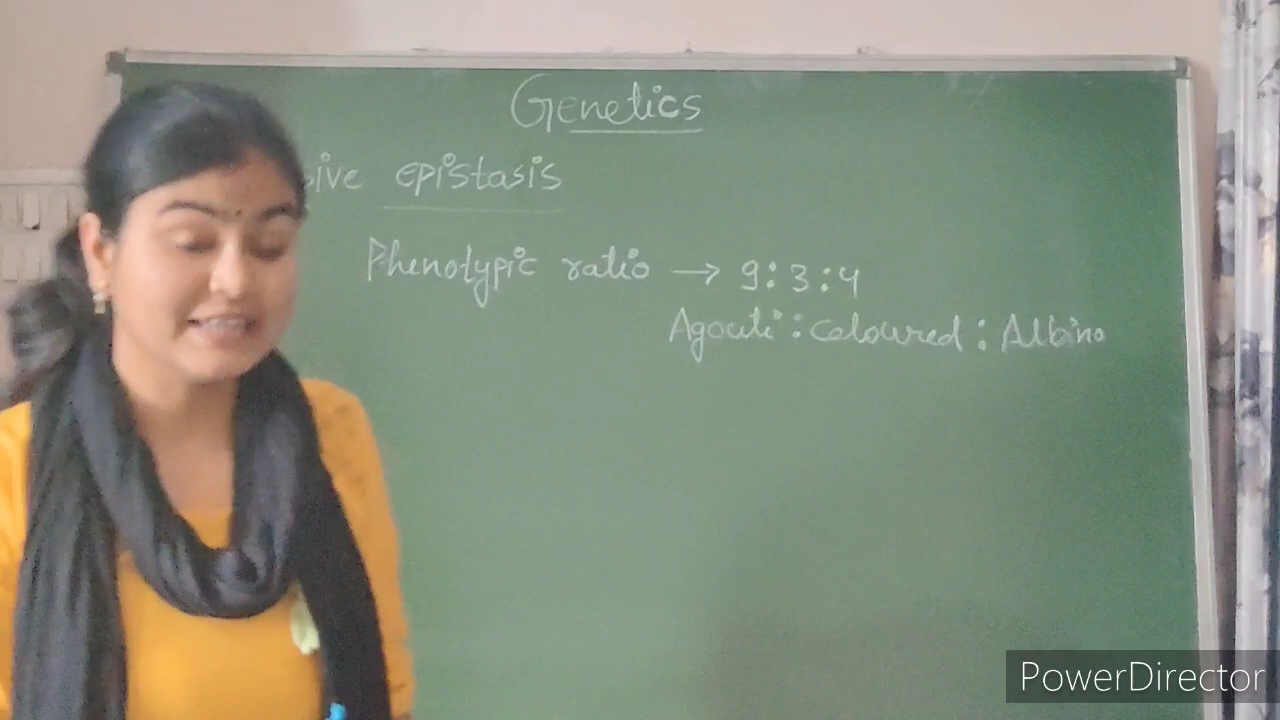 Genetics
sive epistasis
Phenotypic ratio → 9:3:4
Agouti : coloured : Albino
PowerDirector